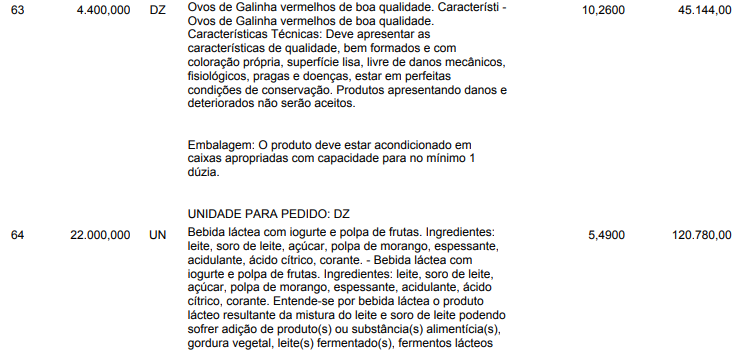 63 4.400,000 DZ Ovos de Galinha vermelhos de boa qualidade. Característi - 10,2600 45.144,00
Ovos de Galinha vermelhos de boa qualidade.
Características Técnicas: Deve apresentar as
características de qualidade, bem formados e com
coloração própria, superfície lisa, livre de danos mecânicos,
fisiológicos, pragas e doenças, estar em perfeitas
condições de conservação. Produtos apresentando danos e
deteriorados não serão aceitos.
Embalagem: O produto deve estar acondicionado em
caixas apropriadas com capacidade para no mínimo 1
dúzia.
UNIDADE PARA PEDIDO: DZ
64 22.000,000 UN Bebida láctea com iogurte e polpa de frutas. Ingredientes: 5,4900 120.780,00
leite, soro de leite, açúcar, polpa de morango, espessante,
acidulante, ácido cítrico, corante. - Bebida láctea com
iogurte e polpa de frutas. Ingredientes: leite, soro de leite,
açúcar, polpa de morango, espessante, acidulante, ácido
cítrico, corante. Entende-se por bebida láctea o produto
lácteo resultante da mistura do leite e soro de leite podendo
sofrer adição de produto(s) ou substância(s) alimentícia(s),
gordura vegetal, leite(s) fermentado(s), fermentos lácteos